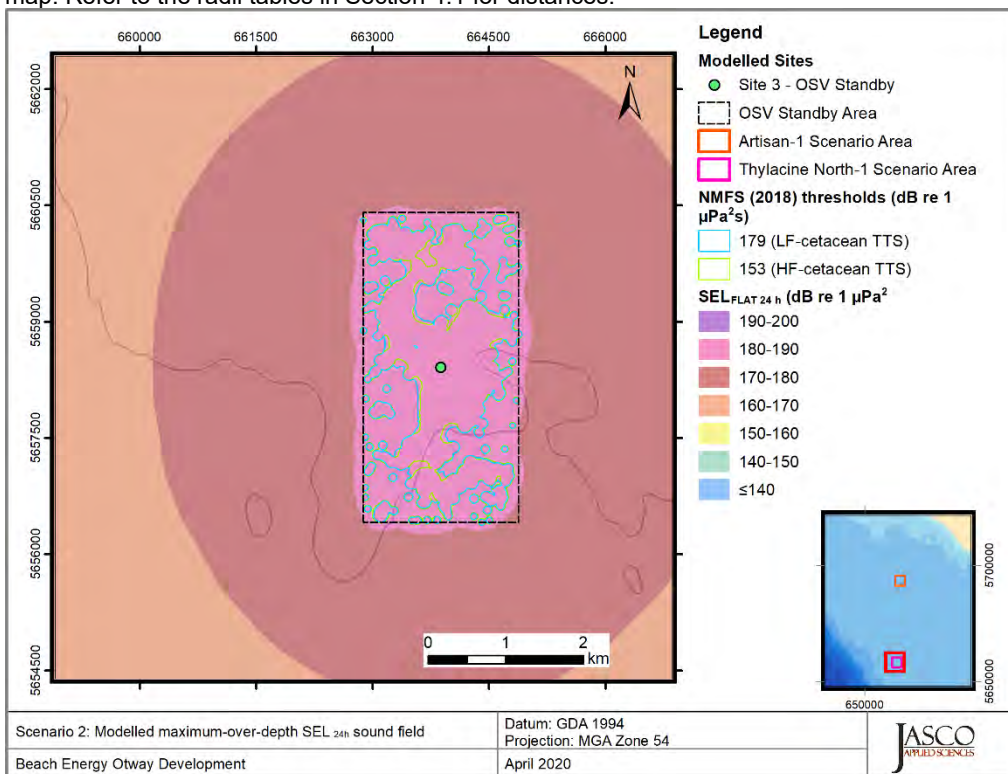 map. Refer to the radii tables in Section 4.1 for distances.
660000 661500 663000 664500 666000
5662000
5660500
5659000
5657500
5656000
5654500
N
0 1 2
km
Legend
Modelled Sites
Site 3 - OSV Standby
OSV Standby Area
Artisan-1 Scenario Area
Thylacine North-1 Scenario Area
NMFS (2018) thresholds (dB re 1
µPa²s)
179 (LF-cetacean TTS)
153 (HF-cetacean TTS)
SEL FLAT 24 h (dB re 1 µPa²
190-200
180-190
170-180
160-170
150-160
140-150
≤140
5700000
5650000
650000
Scenario 2: Modelled maximum-over-depth SEL 24h sound field
Beach Energy Otway Development
Datum: GDA 1994
Projection: MGA Zone 54
April 2020
JASCO
APPLIED SCIENCES